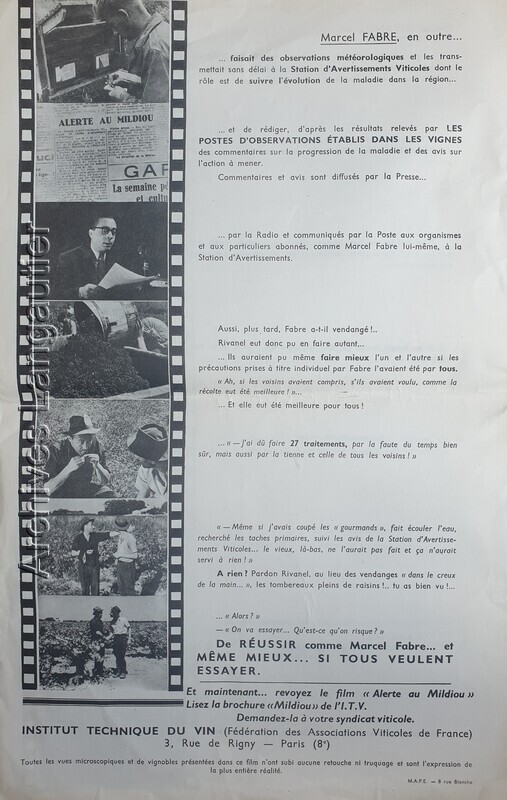 Marcel FABRE, en outre...
... faisait des observations météorologiques et les trans-
mettait sans délai à la Station d'Avertissements Viticoles dont le
rôle est de suivre l'évolution de la maladie dans la région...
ALERTE AU MILDIOU
GAR
La semaine po
et cultu
... et de rédiger, d'après les résultats relevés par LES
POSTES D'OBSERVATIONS ÉTABLIS DANS LES VIGNES
des commentaires sur la progression de la maladie et des avis sur
l'action à mener.
Commentaires et avis sont diffusés par la Presse...
... par la Radio et communiqués par la Poste aux organismes
et aux particuliers abonnés, comme Marcel Fabre lui-même, à la
Station d'Avertissements.
Aussi, plus tard, Fabre a-t-il vendangé !..
Rivanel eut donc pu en faire autant...
... Ils auraient pu même faire mieux l'un et l'autre si les
précautions prises à titre individuel par Fabre l'avaient été par tous.
« Ah, si les voisins avaient compris, s'ils avaient voulu, comme la
récolte eut été meilleure ! »...
... Et elle eut été meilleure pour tous !
... « — J'ai dû faire 27 traitements, par la faute du temps bien
sûr, mais aussi par la tienne et celle de tous les voisins ! »
« — Même si j'avais coupé les « gourmands », fait écouler l'eau,
recherché les taches primaires, suivi les avis de la Station d'Avertisse-
ments Viticoles... le vieux, là-bas, ne l'aurait pas fait et ça n'aurait
servi à rien ! »
A rien ? Pardon Rivanel, au lieu des vendanges « dans le creux
de la main... », les tombereaux pleins de raisins !.. tu as bien vu !...
... « Alors ? »
— « On va essayer... Qu'est-ce qu'on risque ? »
De RÉUSSIR comme Marcel Fabre... et
MÊME MIEUX... SI TOUS VEULENT
ESSAYER.
Et maintenant... revoyez le film « Alerte au Mildiou »
Lisez la brochure «Mildiou» de l'I.T.V.
Demandez-la à votre syndicat viticole.
INSTITUT TECHNIQUE DU VIN (Fédération des Associations Viticoles de France)
3, Rue de Rigny — Paris (8e)
Toutes les vues microscopiques et de vignobles présentées dans ce film n'ont subi aucune retouche ni truquage et sont l'expression de
la plus entière réalité.
M.A.P.E. — 8 rue Blanche
Archives Langautier